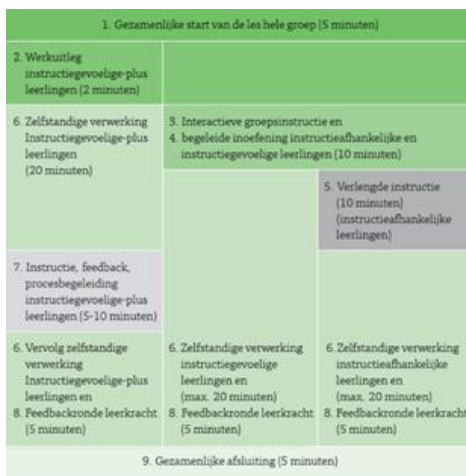 1. Gezamenlijke start van de les hele groep (5 minuten)
2. Werkuitleg
instructiegevoelige-plus
leerlingen (2 minuten)
6. Zelfstandige verwerking
Instructiegevoelige-plus
leerlingen
(20 minuten)
3. Interactieve groepsinstructie en
4. begeleide inoefening instructieafhankelijke en
instructiegevoelige leerlingen (10 minuten)
5. Verlengde instructie
(10 minuten)
(instructieafhankelijke
leerlingen)
7. Instructie, feedback,
procesbegeleiding
instructiegevoelige-plus
leerlingen (5-10 minuten)
6. Vervolg zelfstandige
verwerking
Instructiegevoelige-plus
leerlingen en
8. Feedbackronde leerkracht
(5 minuten)
6. Zelfstandige verwerking
instructiegevoelige
leerlingen en
(max. 20 minuten)
8. Feedbackronde leerkracht
(5 minuten)
6. Zelfstandige verwerking
instructieafhankelijke
leerlingen en
(max. 20 minuten)
8. Feedbackronde leerkracht
(5 minuten)
9. Gezamenlijke afsluiting (5 minuten)